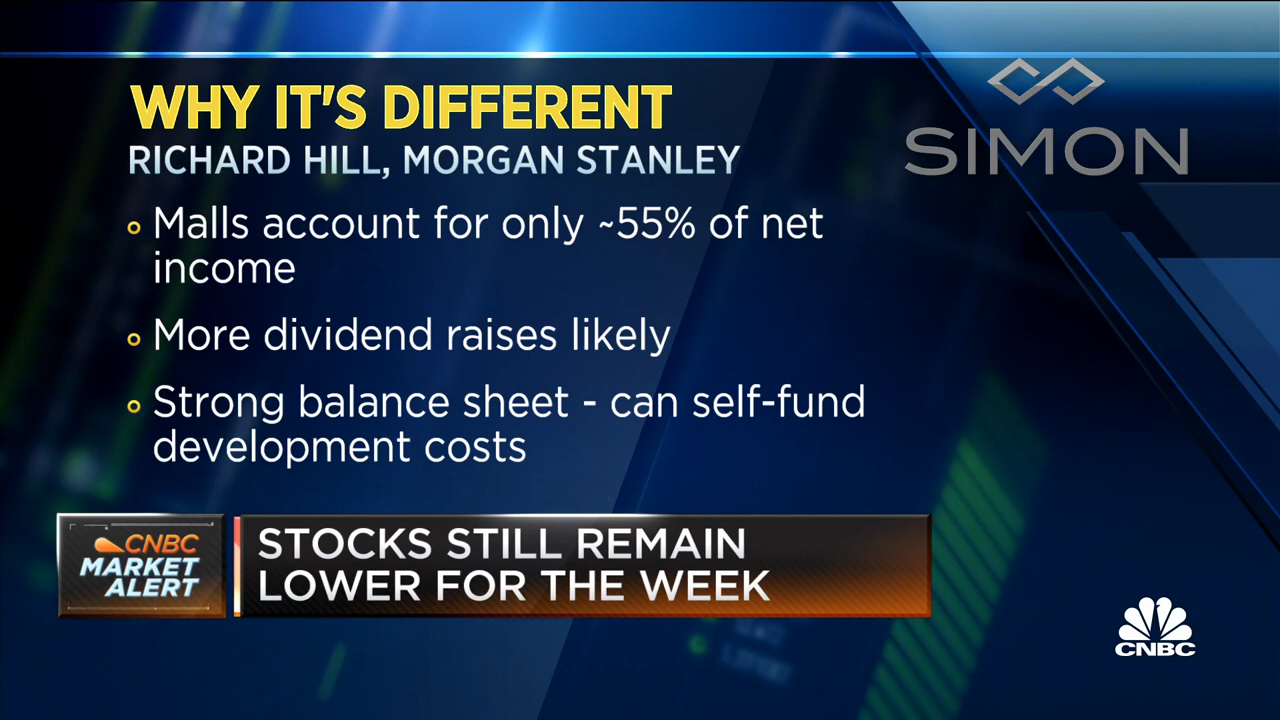 WHY IT'S DIFFERENT
RICHARD HILL, MORGAN STANLEY
SIMON
Malls account for only ~55% of net
income
More dividend raises likely
Strong balance sheet - can self-fund
development costs
CNBC
MARKET
ALERT
STOCKS STILL REMAIN
LOWER FOR THE WEEK
CNBC